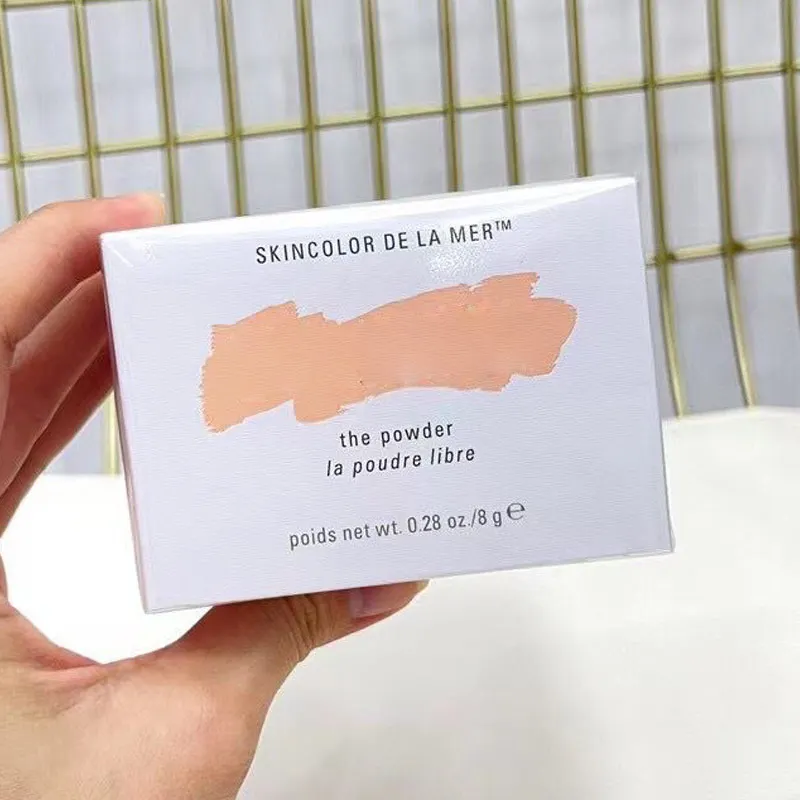 SKINCOLOR DE LA MER™
the powder
la poudre libre
poids net wt. 0.28 oz./8 g ℮